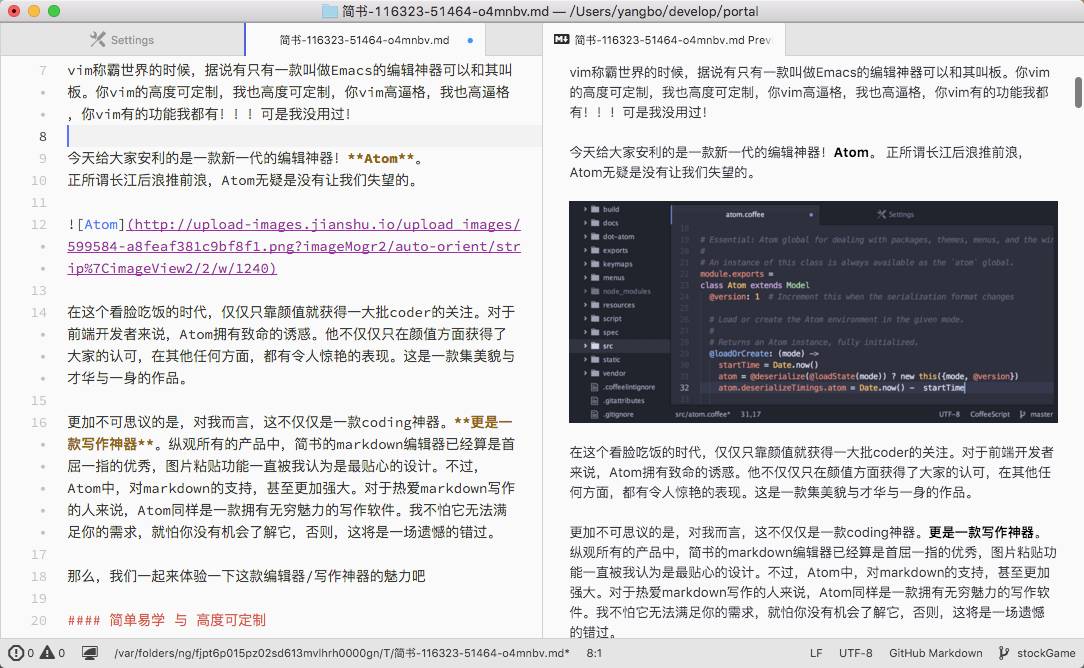 简书-116323-51464-o4mnbv.md — /Users/yangbo/develop/portal
Settings
简书-116323-51464-o4mnbv.md
简书-116323-51464-o4mnbv.md Prev
7 vim称霸世界的时候，据说有只有一款叫做Emacs的编辑神器可以和其叫
板。你vim的高度可定制，我也高度可定制，你vim高逼格，我也高逼格
，你vim有的功能我都有！！！可是我没用过！
8
9 今天给大家安利的是一款新一代的编辑神器！**Atom**。
10 正所谓长江后浪推前浪，Atom无疑是没有让我们失望的。
11
12 ![Atom](http://upload-images.jianshu.io/upload_images/
599584-a8feaf381c9bf8f1.png?imageMogr2/auto-orient/str
ip%7CimageView2/2/w/1240)
13
14 在这个看脸吃饭的时代，仅仅只靠颜值就获得一大批coder的关注。对于
前端开发者来说，Atom拥有致命的诱惑。他不仅仅只在颜值方面获得了
大家的认可，在其他任何方面，都有令人惊艳的表现。这是一款集美貌与
才华与一身的作品。
15
16 更加不可思议的是，对我而言，这不仅仅是一款coding神器。**更是一
款写作神器**。纵观所有的产品中，简书的markdown编辑器已经算是首
屈一指的优秀，图片粘贴功能一直被我认为是最贴心的设计。不过，
Atom中，对markdown的支持，甚至更加强大。对于热爱markdown写作
的人来说，Atom同样是一款拥有无穷魅力的写作软件。我不怕它无法满
足你的需求，就怕你没有机会了解它，否则，这将是一场遗憾的错过。
17
18 那么，我们一起来体验一下这款编辑器/写作神器的魅力吧
19
20 #### 简单易学 与 高度可定制
vim称霸世界的时候，据说有只有一款叫做Emacs的编辑神器可以和其叫板。你vim
的高度可定制，我也高度可定制，你vim高逼格，我也高逼格，你vim有的功能我都
有！！！可是我没用过！
今天给大家安利的是一款新一代的编辑神器！Atom。 正所谓长江后浪推前浪，
Atom无疑是没有让我们失望的。
build
docs
dot-atom
exports
keymaps
menus
node_modules
resources
script
spec
src
static
vendor
.coffeelintignore
.gitattributes
.gitignore
atom.coffee
Settings
18
19 # Essential: Atom global for dealing with packages, themes, menus, and the win
20 #
21 # An instance of this class is always available as the `atom` global.
22 module.exports =
23 class Atom extends Model
24 @version: 1 # Increment this when the serialization format changes
25
26 # Load or create the Atom environment in the given mode.
27 #
28 # Returns an Atom instance, fully initialized.
29 @loadOrCreate: (mode) ->
30 startTime = Date.now()
31 atom = @deserialize(@loadState(mode)) ? new this({mode, @version})
32 atom.deserializeTimings.atom = Date.now() - startTime
src/atom.coffee* 31,17
UTF-8 CoffeeScript master
在这个看脸吃饭的时代，仅仅只靠颜值就获得一大批coder的关注。对于前端开发者
来说，Atom拥有致命的诱惑。他不仅仅只在颜值方面获得了大家的认可，在其他任
何方面，都有令人惊艳的表现。这是一款集美貌与才华与一身的作品。
更加不可思议的是，对我而言，这不仅仅是一款coding神器。更是一款写作神器。
纵观所有的产品中，简书的markdown编辑器已经算是首屈一指的优秀，图片粘贴功
能一直被我认为是最贴心的设计。不过，Atom中，对markdown的支持，甚至更加
强大。对于热爱markdown写作的人来说，Atom同样是一款拥有无穷魅力的写作软
件。我不怕它无法满足你的需求，就怕你没有机会了解它，否则，这将是一场遗憾
的错过。
0 0 /var/folders/ng/fjpt6p015pz02sd613mvlhrh0000gn/T/简书-116323-51464-o4mnbv.md* 8:1
LF UTF-8 GitHub Markdown stockGame